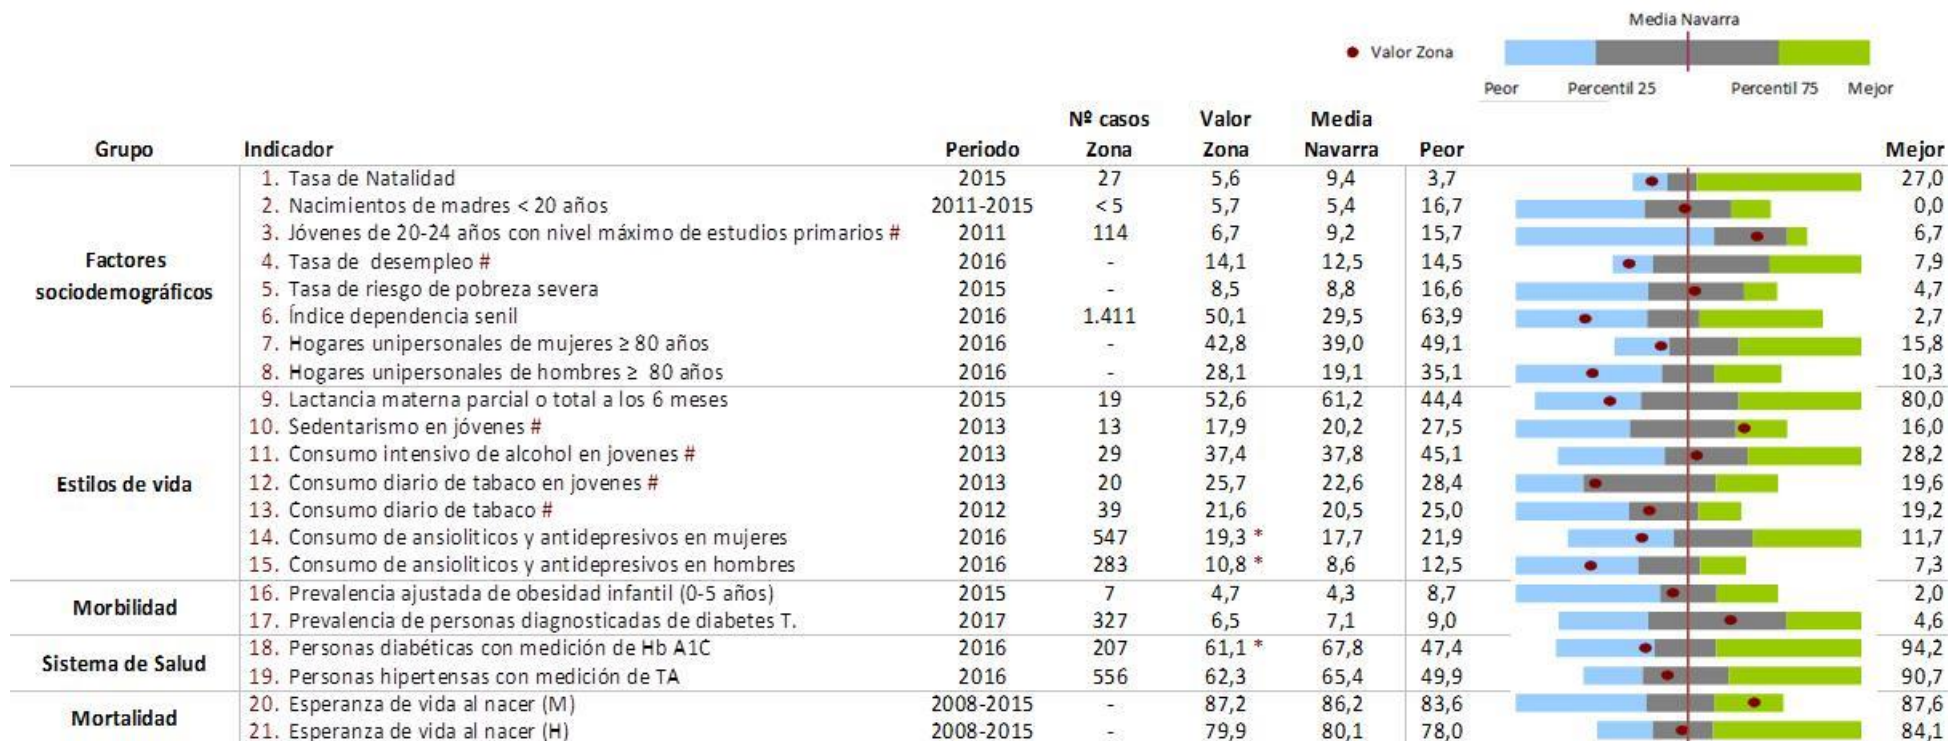 Media Navarra
Valor Zona
Peor Percentil 25 Percentil 75 Mejor
Grupo Indicador Periodo Nº casos Zona Valor Zona Media Navarra Peor Mejor
Factores sociodemográficos
1. Tasa de Natalidad 2015 27 5,6 9,4 3,7 27,0
2. Nacimientos de madres < 20 años 2011-2015 < 5 5,7 5,4 16,7 0,0
3. Jóvenes de 20-24 años con nivel máximo de estudios primarios # 2011 114 6,7 9,2 15,7 6,7
4. Tasa de desempleo # 2016 - 14,1 12,5 14,5 7,9
5. Tasa de riesgo de pobreza severa 2015 - 8,5 8,8 16,6 4,7
6. Índice dependencia senil 2016 1.411 50,1 29,5 63,9 2,7
7. Hogares unipersonales de mujeres ≥ 80 años 2016 - 42,8 39,0 49,1 15,8
8. Hogares unipersonales de hombres ≥ 80 años 2016 - 28,1 19,1 35,1 10,3
Estilos de vida
9. Lactancia materna parcial o total a los 6 meses 2015 19 52,6 61,2 44,4 80,0
10. Sedentarismo en jóvenes # 2013 13 17,9 20,2 27,5 16,0
11. Consumo intensivo de alcohol en jovenes # 2013 29 37,4 37,8 45,1 28,2
12. Consumo diario de tabaco en jovenes # 2013 20 25,7 22,6 28,4 19,6
13. Consumo diario de tabaco # 2012 39 21,6 20,5 25,0 19,2
14. Consumo de ansioliticos y antidepresivos en mujeres 2016 547 19,3 * 17,7 21,9 11,7
15. Consumo de ansioliticos y antidepresivos en hombres 2016 283 10,8 * 8,6 12,5 7,3
Morbilidad
16. Prevalencia ajustada de obesidad infantil (0-5 años) 2015 7 4,7 4,3 8,7 2,0
17. Prevalencia de personas diagnosticadas de diabetes T. 2017 327 6,5 7,1 9,0 4,6
Sistema de Salud
18. Personas diabéticas con medición de Hb A1C 2016 207 61,1 * 67,8 47,4 94,2
19. Personas hipertensas con medición de TA 2016 556 62,3 65,4 49,9 90,7
Mortalidad
20. Esperanza de vida al nacer (M) 2008-2015 - 87,2 86,2 83,6 87,6
21. Esperanza de vida al nacer (H) 2008-2015 - 79,9 80,1 78,0 84,1